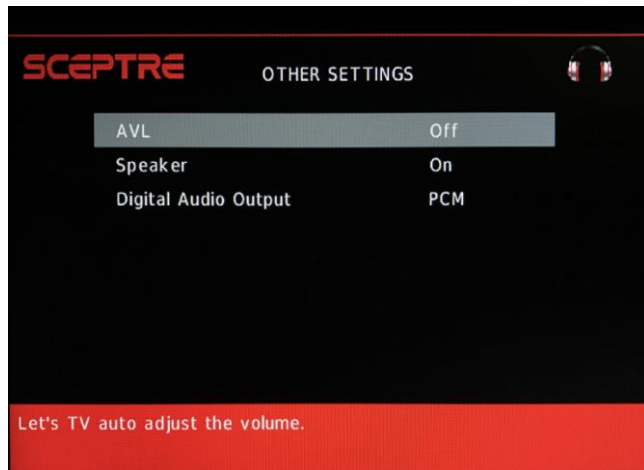 SCEPTRE
OTHER SETTINGS
AVL Off
Speaker On
Digital Audio Output PCM
Let's TV auto adjust the volume.